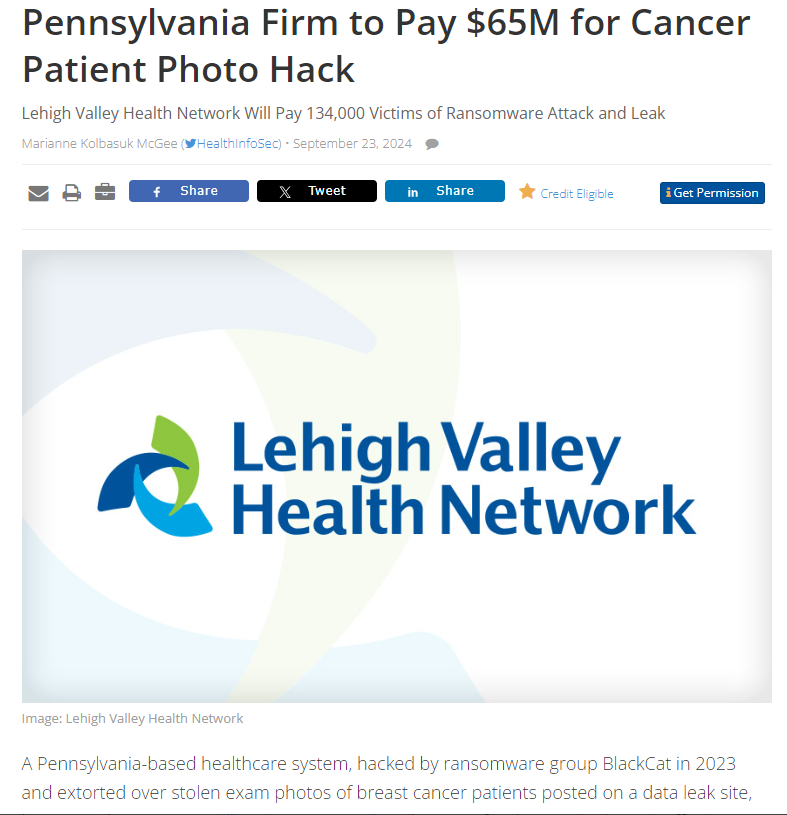 Pennsylvania Firm to Pay $65M for Cancer
Patient Photo Hack
Lehigh Valley Health Network Will Pay 134,000 Victims of Ransomware Attack and Leak
Marianne Kolbasuk McGee (HealthInfoSec) • September 23, 2024
f Share
X Tweet
in Share
Credit Eligible
i Get Permission
Lehigh Valley
Health Network
Image: Lehigh Valley Health Network
A Pennsylvania-based healthcare system, hacked by ransomware group BlackCat in 2023
and extorted over stolen exam photos of breast cancer patients posted on a data leak site,